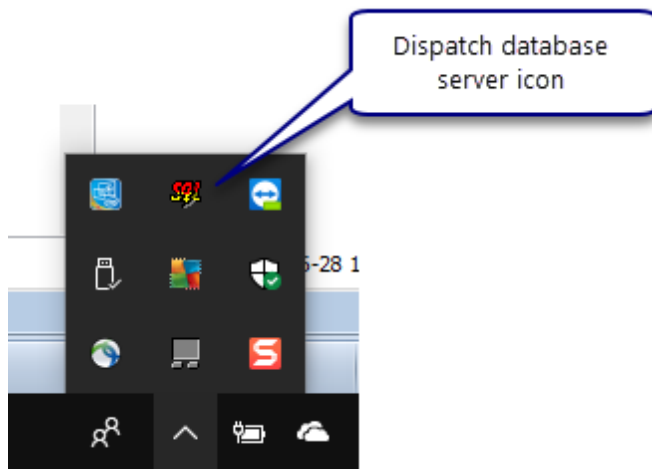 Dispatch database
server icon
SQL
5-28 1
S